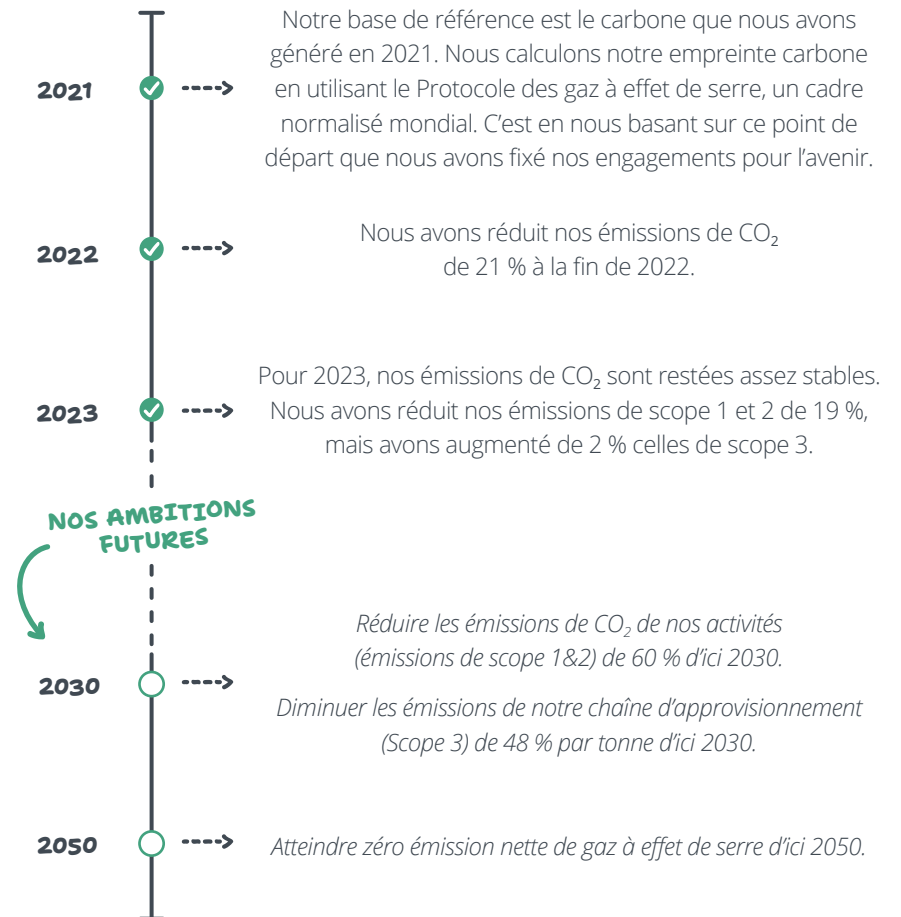 Notre base de référence est le carbone que nous avons
généré en 2021. Nous calculons notre empreinte carbone
2021
en utilisant le Protocole des gaz à effet de serre, un cadre
normalisé mondial. C’est en nous basant sur ce point de
départ que nous avons fixé nos engagements pour l’avenir.
2022
Nous avons réduit nos émissions de CO₂
de 21 % à la fin de 2022.
2023
Pour 2023, nos émissions de CO₂ sont restées assez stables.
Nous avons réduit nos émissions de scope 1 et 2 de 19 %,
mais avons augmenté de 2 % celles de scope 3.
NOS AMBITIONS
FUTURES
2030
Réduire les émissions de CO₂ de nos activités
(émissions de scope 1&2) de 60 % d’ici 2030.
Diminuer les émissions de notre chaîne d’approvisionnement
(Scope 3) de 48 % par tonne d’ici 2030.
2050
Atteindre zéro émission nette de gaz à effet de serre d’ici 2050.